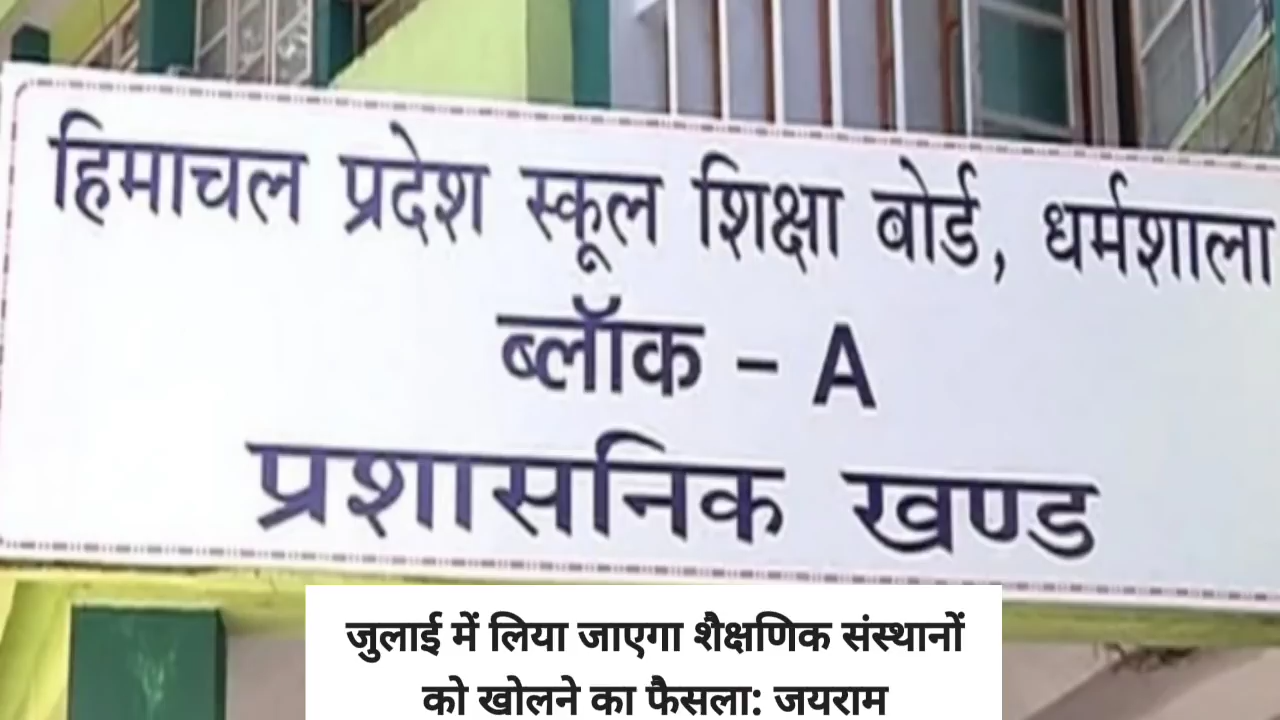 हिमाचल प्रदेश स्कूल शिक्षा बोर्ड, धर्मशाला
ब्लॉक – A
प्रशासनिक खण्ड
जुलाई में लिया जाएगा शैक्षणिक संस्थानों
को खोलने का फैसला: जयराम